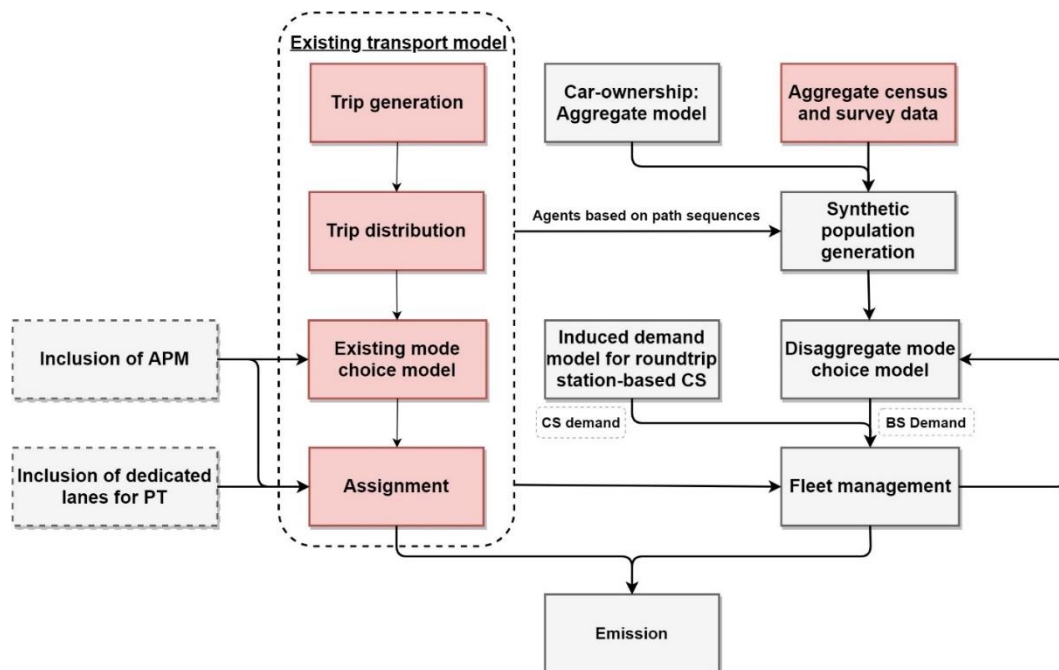 Existing transport model
Trip generation
Car-ownership:
Aggregate model
Aggregate census
and survey data
Trip distribution
Agents based on path sequences
Synthetic
population
generation
Inclusion of APM
Existing mode
choice model
Induced demand
model for roundtrip
station-based CS
Disaggregate mode
choice model
CS demand
BS Demand
Inclusion of dedicated
lanes for PT
Assignment
Fleet management
Emission